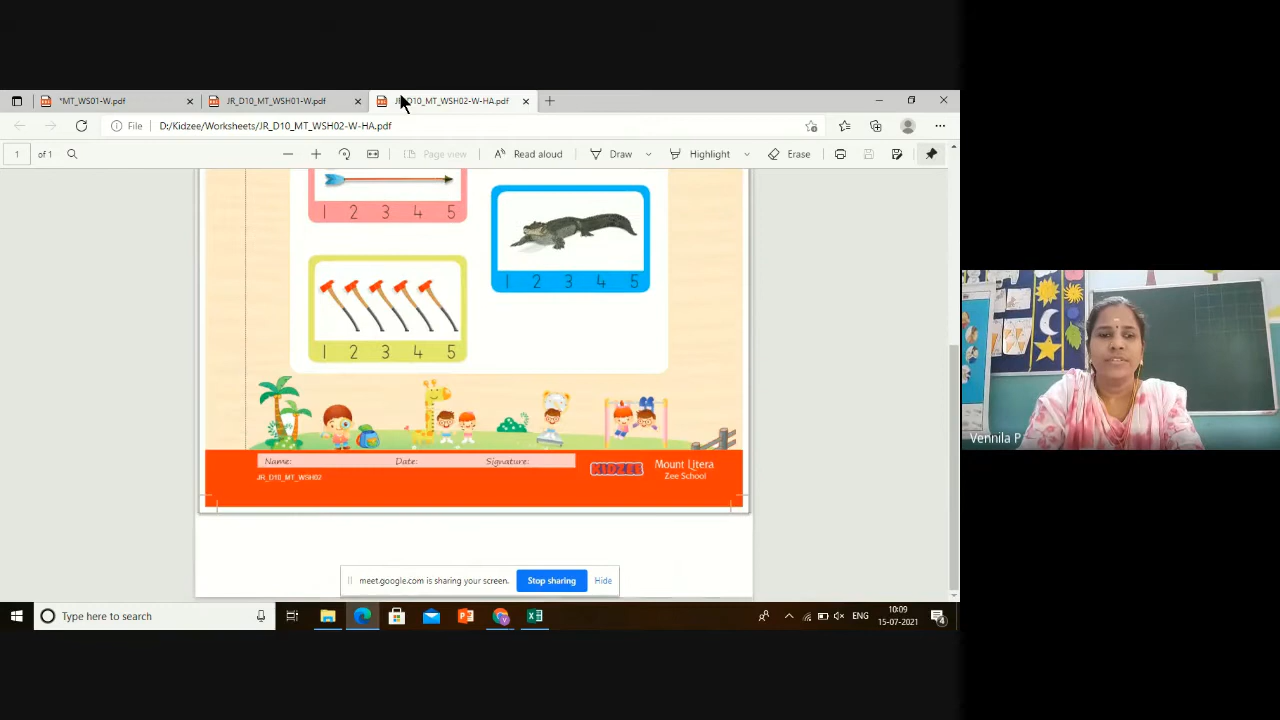 *MT_WS01-W.pdf
JR_D10_MT_WSH01-W.pdf
D10_MT_WSH02-W-HA.pdf
File D:/Kidzee/Worksheets/JR_D10_MT_WSH02-W-HA.pdf
1 of 1
Page view
Read aloud
Draw
Highlight
Erase
1 2 3 4 5
1 2 3 4 5
1 2 3 4 5
Name: Date: Signature:
JR_D10_MT_WSH02
KIDZEE
Mount Litera
Zee School
Vennila P
meet.google.com is sharing your screen.
Stop sharing
Hide
Type here to search
ENG
10:09
15-07-2021
4